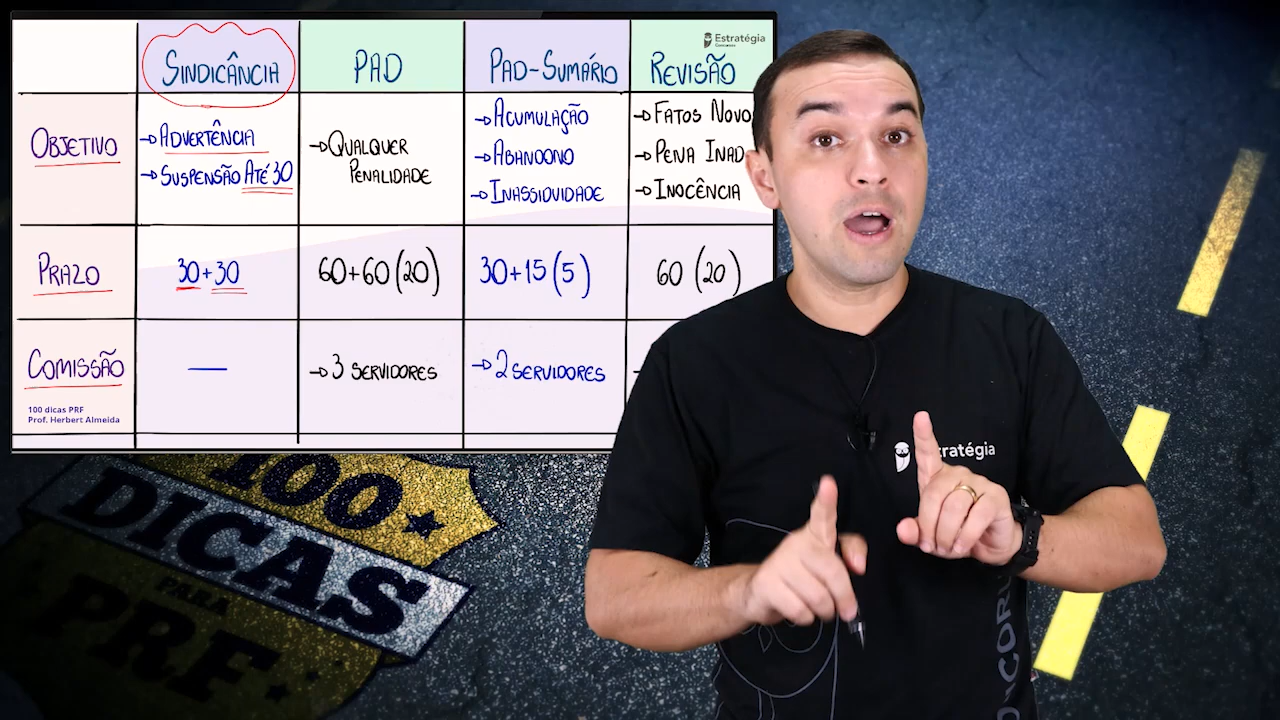 Estratégia
Concursos
SINDICÂNCIA
PAD
PAD-SUMÁRIO
REVISÃO
OBJETIVO
→ADVERTÊNCIA
→SUSPENSÃO ATÉ 30
→QUALQUER
PENALIDADE
→ACUMULAÇÃO
→ABANDONO
→INASSIDUIDADE
→FATOS NOVO
→PENA INAD
→INOCÊNCIA
PRAZO
30+30
60+60(20)
30+15(5)
60 (20)
COMISSÃO
—
→3 SERVIDORES
→2 SERVIDORES
100 dicas PRF
Prof. Herbert Almeida
100
DICAS
PARA
PRF
tratégia